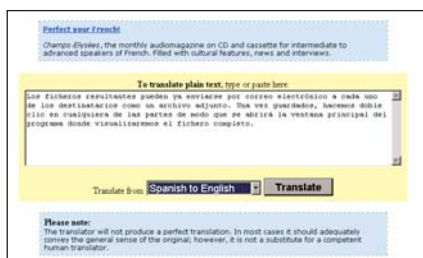 Perfect your French!
Champs-Elysées, the monthly audiomagazine on CD and cassette for intermediate to
advanced speakers of French. Filled with cultural features, news and interviews.
To translate plain text, type or paste here:
Los ficheros resultantes pueden ya enviarse por correo electrónico a cada uno
de los destinatarios como un archivo adjunto. Una vez guardados, hacemos doble
clic en cualquiera de las partes de modo que se abrirá la ventana principal del
programa donde visualizaremos el fichero completo.
Translate from: Spanish to English Translate
Please note:
The translator will not produce a perfect translation. In most cases it should adequately
convey the general sense of the original; however, it is not a substitute for a competent
human translator.